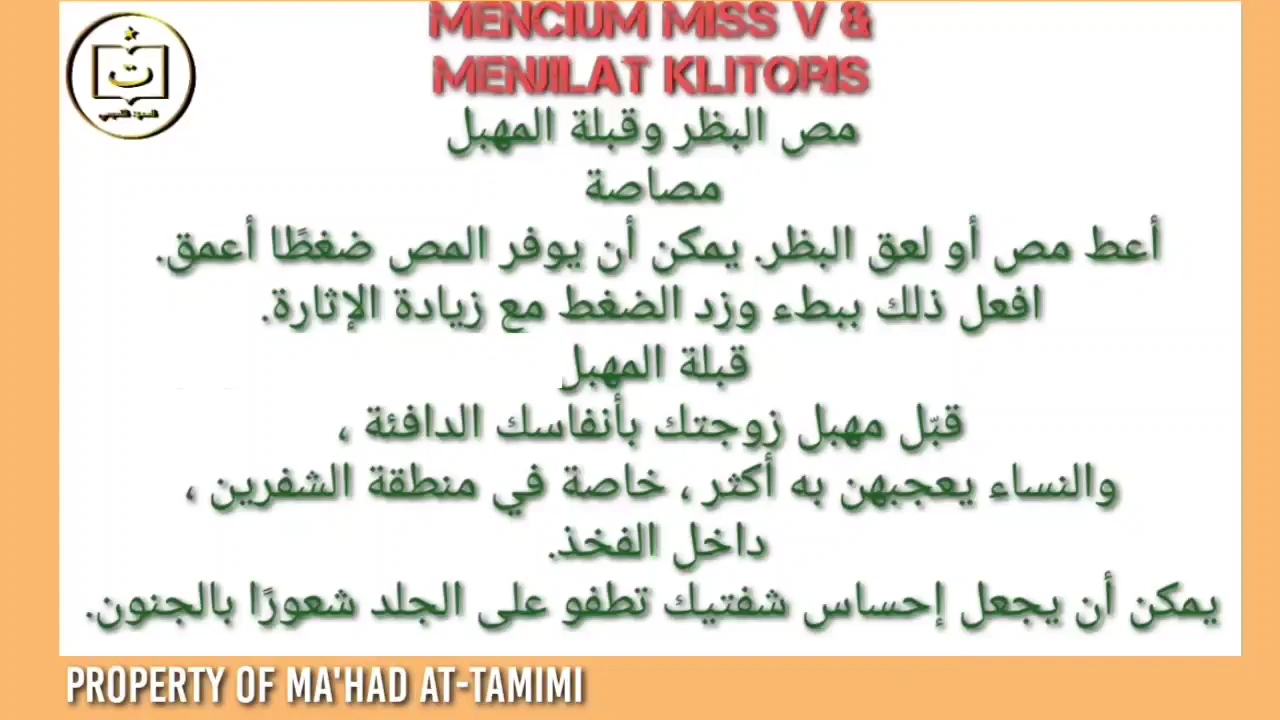 MENCIUM MISS V &
MENJILAT KLITORIS
مص البظر وقبلة المهبل
مصاصة
أعط مص أو لعق البظر. يمكن أن يوفر المص ضغطًا أعمق.
افعل ذلك ببطء وزد الضغط مع زيادة الإثارة.
قبلة المهبل
قبّل مهبل زوجتك بأنفاسك الدافئة ،
والنساء يعجبهن به أكثر ، خاصة في منطقة الشفرين ،
داخل الفخذ.
يمكن أن يجعل إحساس شفتيك تطفو على الجلد شعورًا بالجنون.
PROPERTY OF MA'HAD AT-TAMIMI